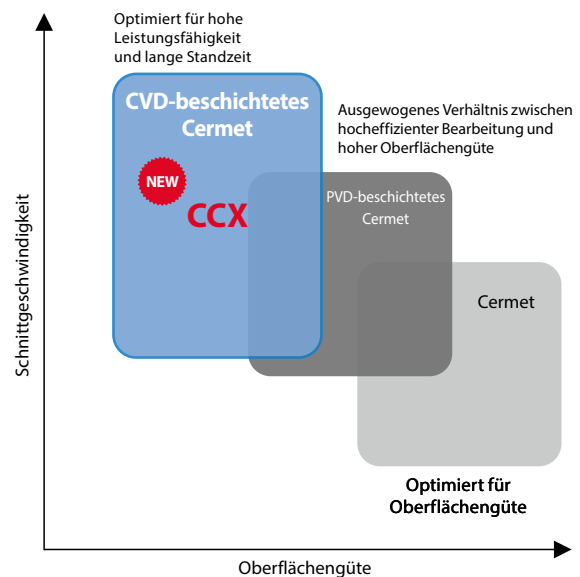 Optimiert für hohe
Leistungsfähigkeit
und lange Standzeit
CVD-beschichtetes
Cermet
NEW
CCX
Ausgewogenes Verhältnis zwischen
hocheffizienter Bearbeitung und
hoher Oberflächengüte
PVD-beschichtetes
Cermet
Cermet
Optimiert für
Oberflächengüte
Schnittgeschwindigkeit
Oberflächengüte